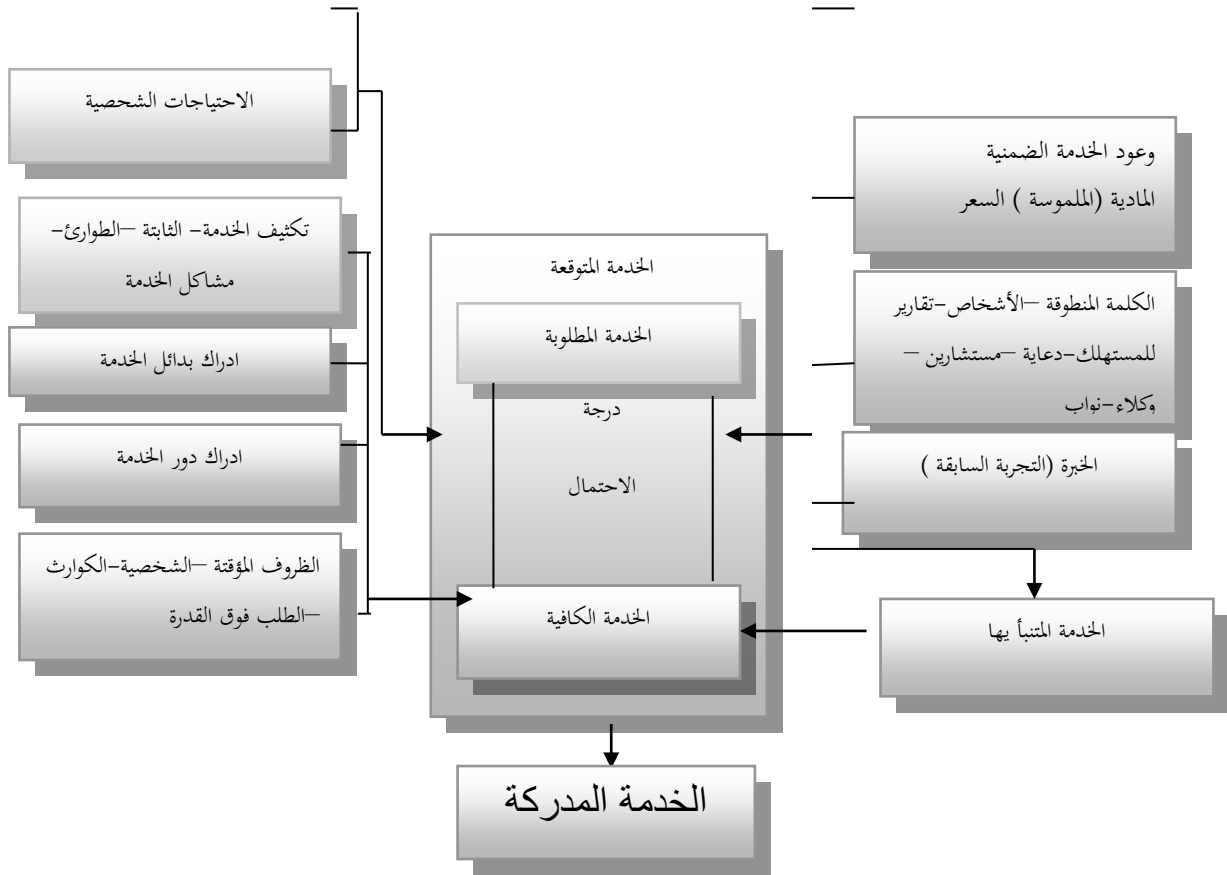 الاحتياجات الشحصية
وعود الخدمة الضمنية
المادية (الملموسة ) السعر
تكثيف الخدمة- الثابتة –الطوارئ-
مشاكل الخدمة
الخدمة المتوقعة
الكلمة المنطوقة –الأشخاص-تقارير
للمستهلك-دعاية –مستشارين –
وكلاء-نواب
الخدمة المطلوبة
ادراك بدائل الخدمة
درجة
ادراك دور الخدمة
الخبرة (التجربة السابقة )
الاحتمال
الظروف المؤقتة –الشخصية-الكوارث
–الطلب فوق القدرة
الخدمة الكافية
الخدمة المتنبأ يها
الخدمة المدركة